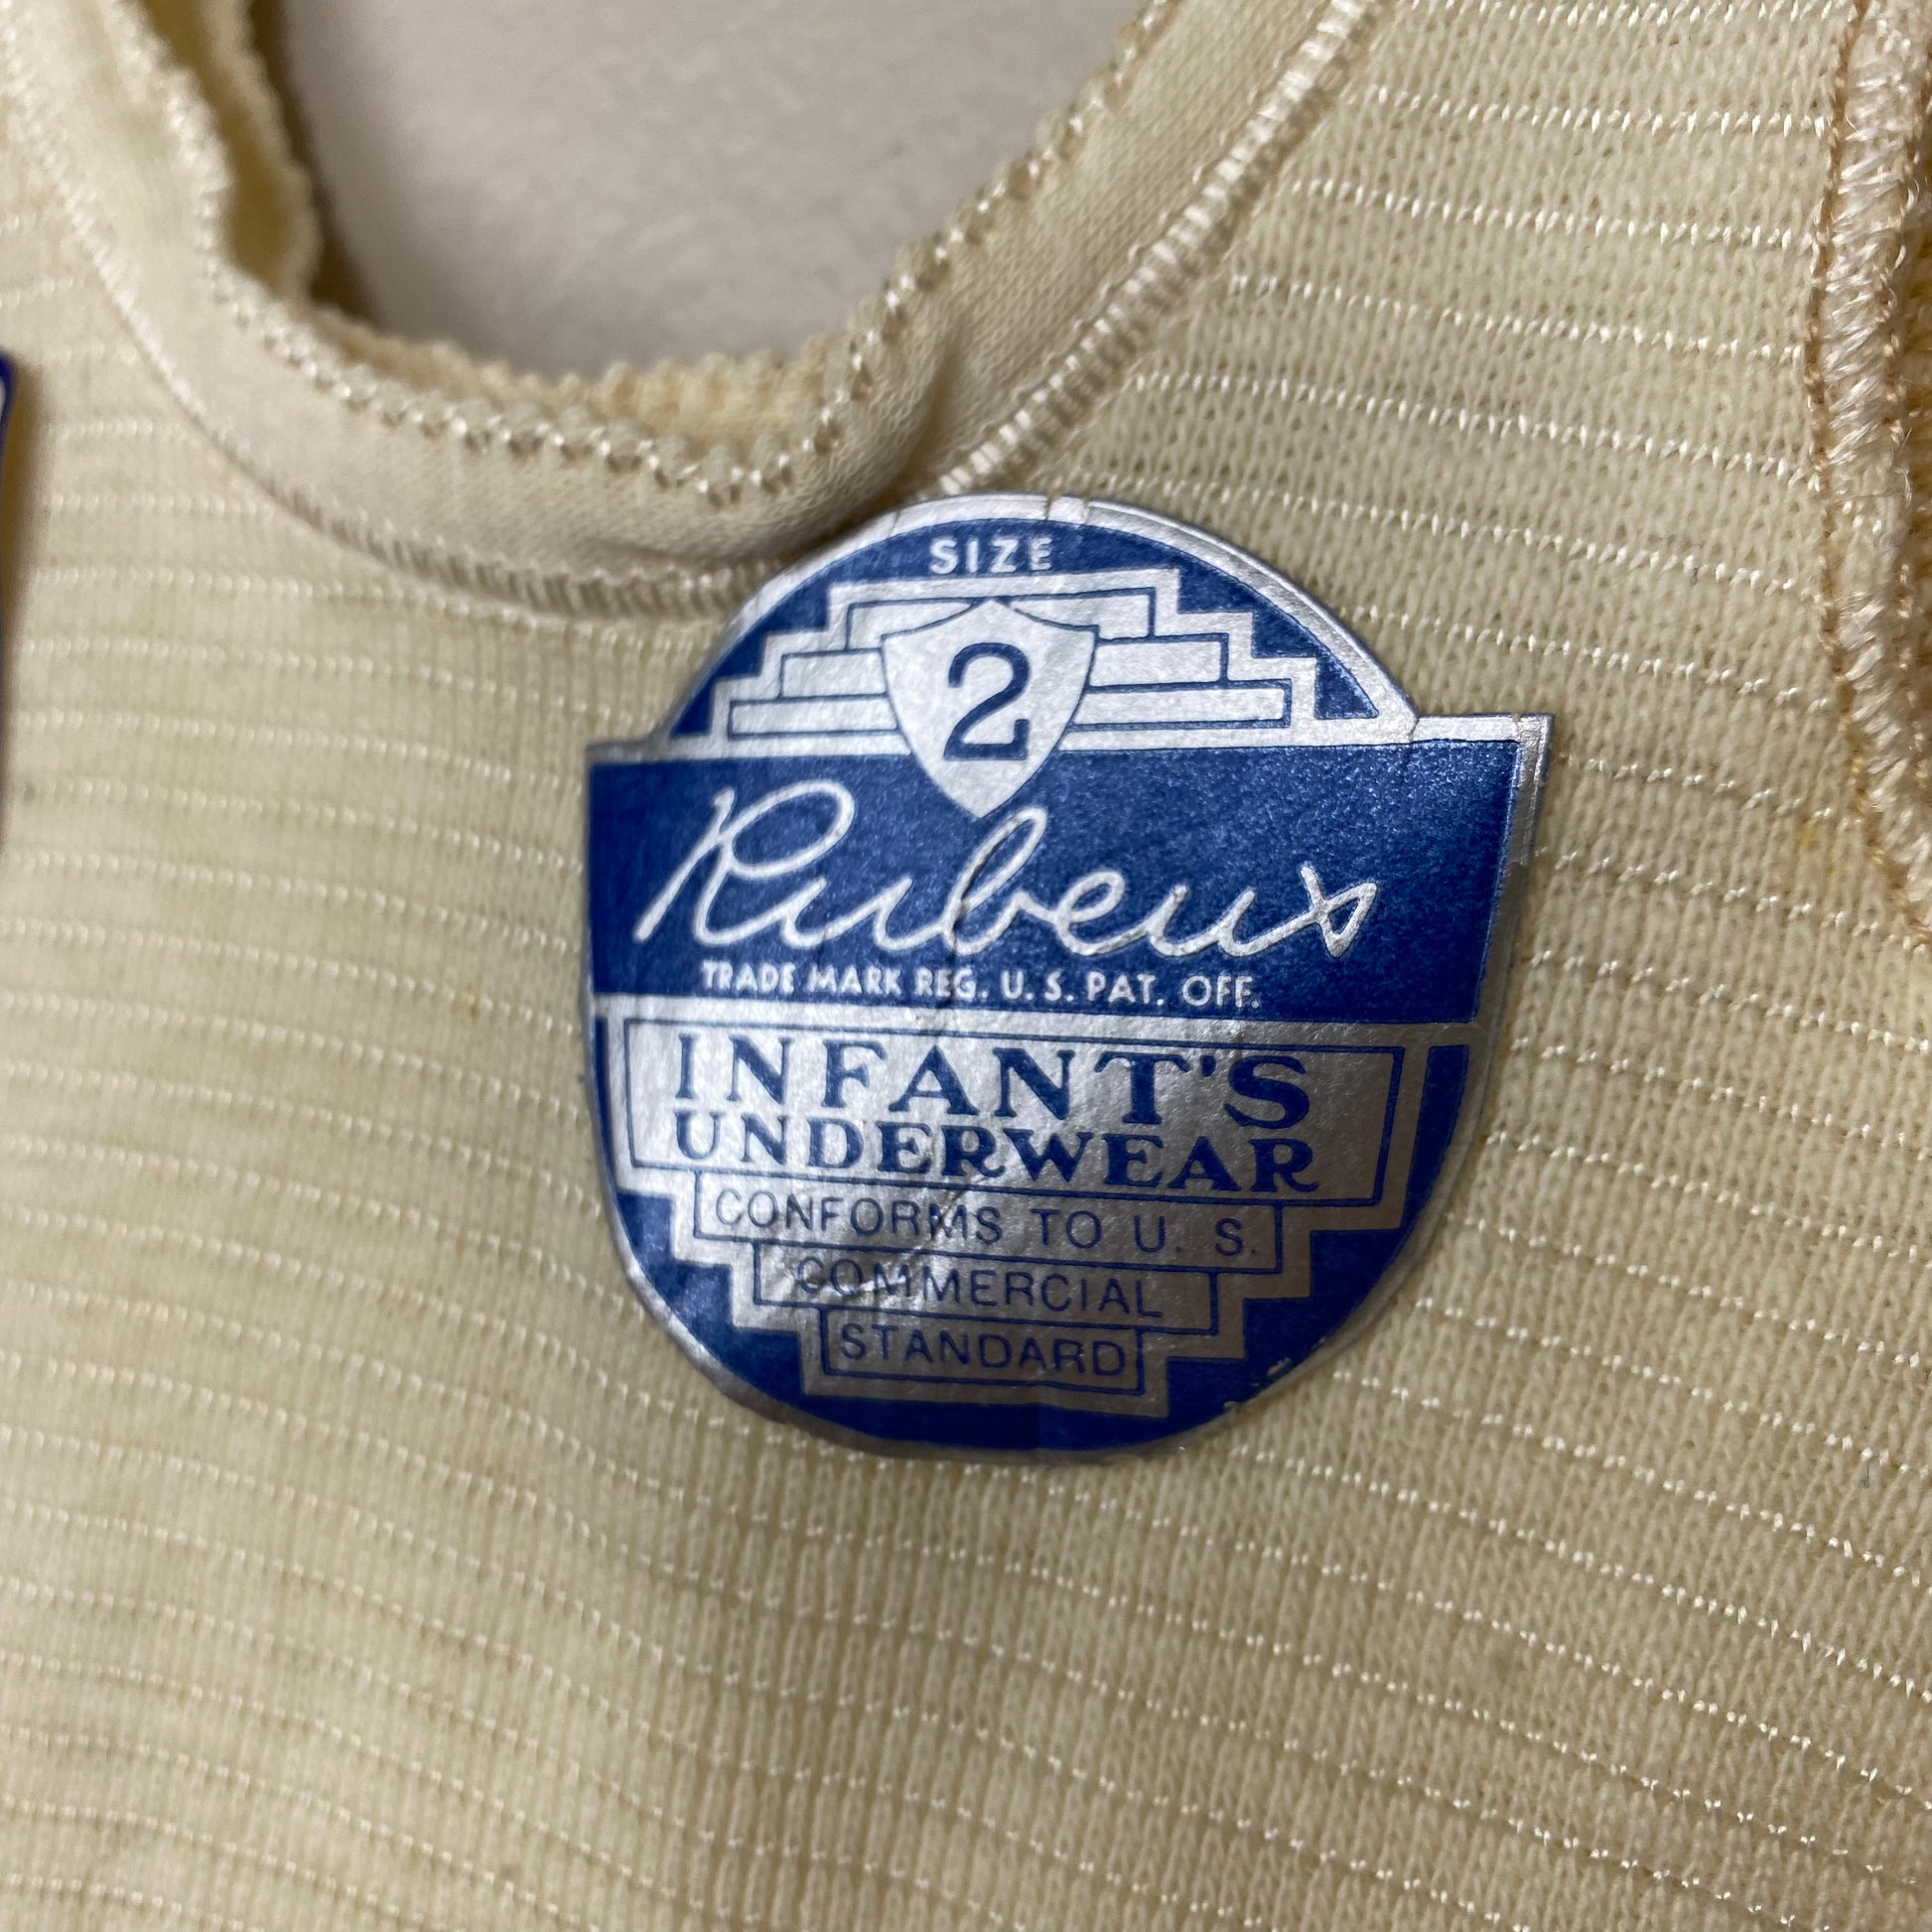 SIZE
2
Rubens
TRADE MARK REG. U.S. PAT. OFF.
INFANT'S
UNDERWEAR
CONFORMS TO U. S.
COMMERCIAL
STANDARD